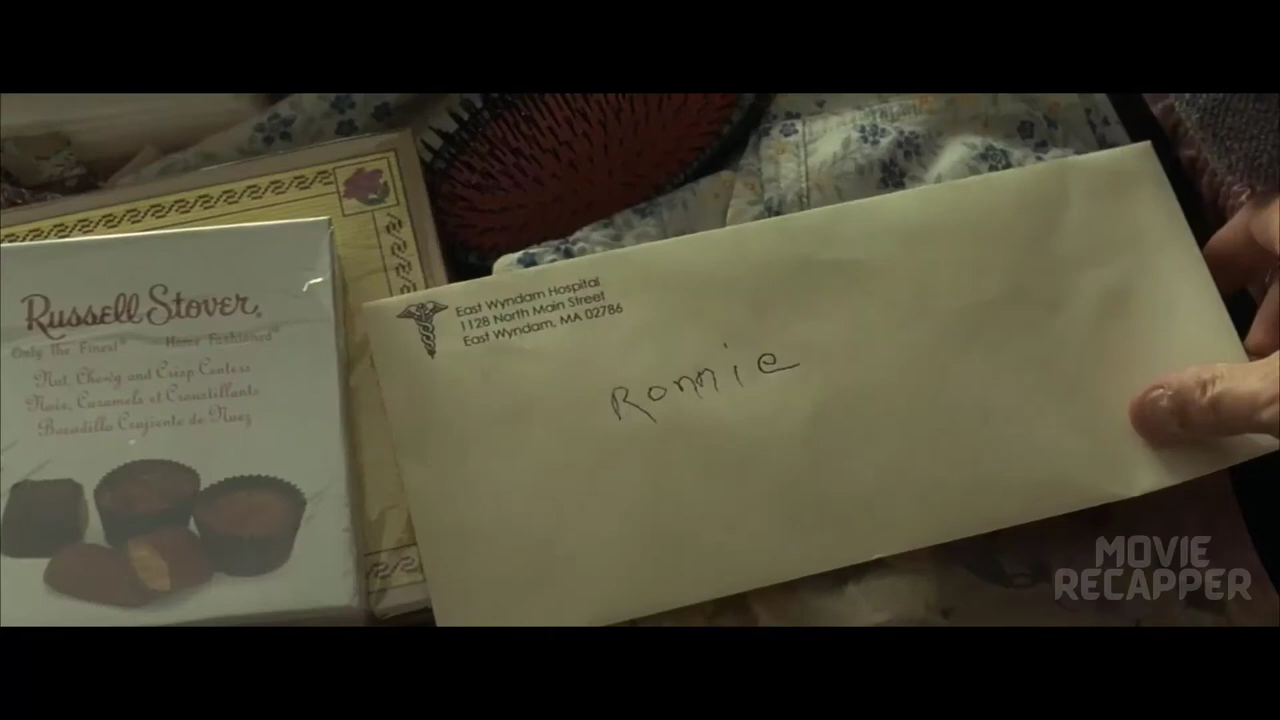 Russell Stover®
Only The Finest® Home Fashioned®
Nut, Chewy and Crisp Centers
Noix, Caramels et Croustillants
Bocadillo Crujiente de Nuez
East Wyndam Hospital
1128 North Main Street
East Wyndam, MA 02786
Ronnie
MOVIE
RECAPPER